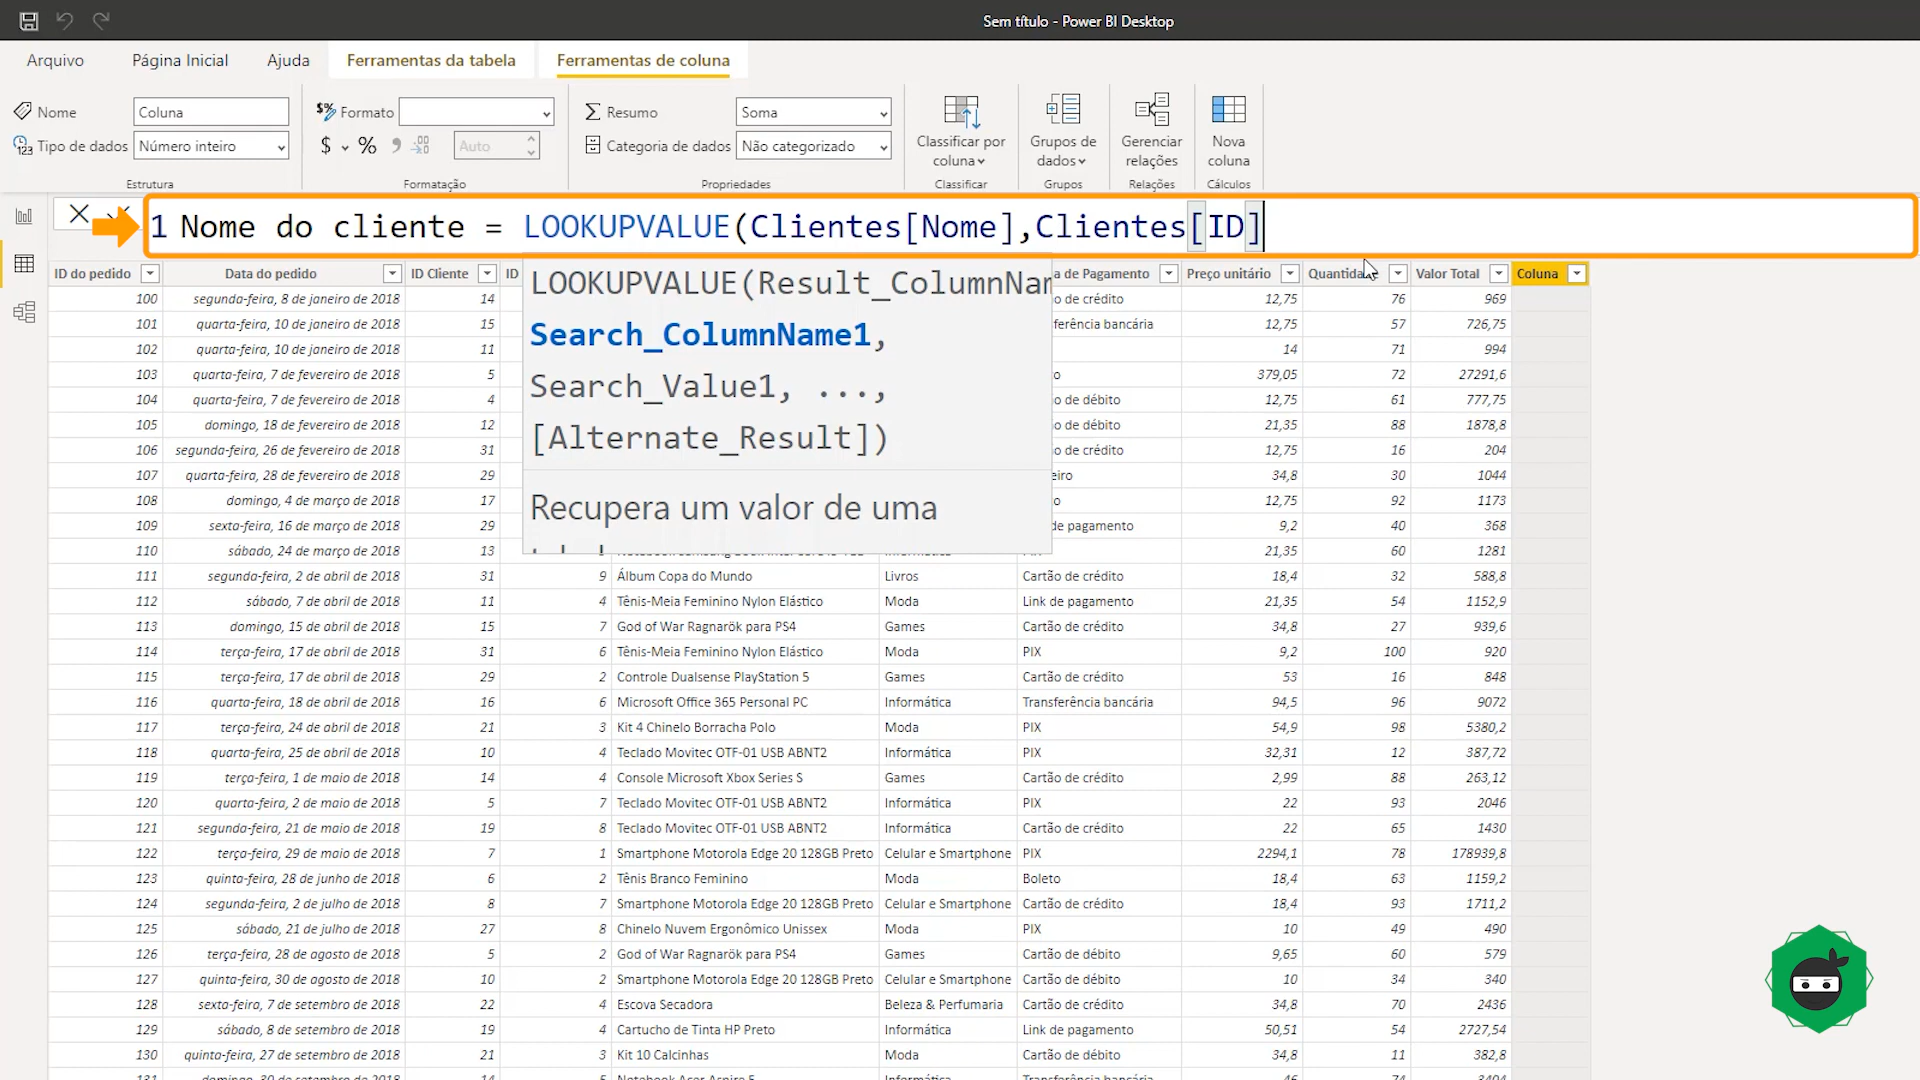 Sem título - Power BI Desktop
Arquivo Página Inicial Ajuda Ferramentas da tabela Ferramentas de coluna
Nome Coluna $% Formato Resumo Soma
Tipo de dados Número inteiro $ % Auto Categoria de dados Não categorizado
Classificar por coluna
Grupos de dados
Gerenciar relações
Nova coluna
Estrutura Formatação Propriedades Classificar Grupos Relações Cálculos
1 Nome do cliente = LOOKUPVALUE(Clientes[Nome],Clientes[ID]
LOOKUPVALUE(Result_ColumnNam
Search_ColumnName1,
Search_Value1, ...,
[Alternate_Result])
Recupera um valor de uma
ID do pedido Data do pedido ID Cliente ID a de Pagamento Preço unitário Valor Total Coluna
100 segunda-feira, 8 de janeiro de 2018 14 o de crédito 12,75 76 969
101 quarta-feira, 10 de janeiro de 2018 15 ferência bancária 12,75 57 726,75
102 quarta-feira, 10 de janeiro de 2018 11 14 71 994
103 quarta-feira, 7 de fevereiro de 2018 5 o 379,05 72 27291,6
104 quarta-feira, 7 de fevereiro de 2018 4 o de débito 12,75 61 777,75
105 domingo, 18 de fevereiro de 2018 12 o de débito 21,35 88 1878,8
106 segunda-feira, 26 de fevereiro de 2018 31 o de crédito 12,75 16 204
107 quarta-feira, 28 de fevereiro de 2018 29 eiro 34,8 30 1044
108 domingo, 4 de março de 2018 17 o 12,75 92 1173
109 sexta-feira, 16 de março de 2018 29 de pagamento 9,2 40 368
110 sábado, 24 de março de 2018 13 21,35 60 1281
111 segunda-feira, 2 de abril de 2018 31 9 Álbum Copa do Mundo Livros Cartão de crédito 18,4 32 588,8
112 sábado, 7 de abril de 2018 11 4 Tênis-Meia Feminino Nylon Elástico Moda Link de pagamento 21,35 54 1152,9
113 domingo, 15 de abril de 2018 15 7 God of War Ragnarök para PS4 Games Cartão de crédito 34,8 27 939,6
114 terça-feira, 17 de abril de 2018 31 6 Tênis-Meia Feminino Nylon Elástico Moda PIX 9,2 100 920
115 terça-feira, 17 de abril de 2018 29 2 Controle Dualsense PlayStation 5 Games Cartão de crédito 53 16 848
116 quarta-feira, 18 de abril de 2018 16 6 Microsoft Office 365 Personal PC Informática Transferência bancária 94,5 96 9072
117 terça-feira, 24 de abril de 2018 21 3 Kit 4 Chinelo Borracha Polo Moda PIX 54,9 98 5380,2
118 quarta-feira, 25 de abril de 2018 10 4 Teclado Movitec OTF-01 USB ABNT2 Informática PIX 32,31 12 387,72
119 terça-feira, 1 de maio de 2018 14 4 Console Microsoft Xbox Series S Games Cartão de crédito 2,99 88 263,12
120 quarta-feira, 2 de maio de 2018 5 7 Teclado Movitec OTF-01 USB ABNT2 Informática PIX 22 93 2046
121 segunda-feira, 21 de maio de 2018 19 8 Teclado Movitec OTF-01 USB ABNT2 Informática Cartão de crédito 22 65 1430
122 terça-feira, 29 de maio de 2018 7 1 Smartphone Motorola Edge 20 128GB Preto Celular e Smartphone PIX 2294,1 78 178939,8
123 quinta-feira, 28 de junho de 2018 6 2 Tênis Branco Feminino Moda Boleto 18,4 63 1159,2
124 segunda-feira, 2 de julho de 2018 8 7 Smartphone Motorola Edge 20 128GB Preto Celular e Smartphone Cartão de crédito 18,4 93 1711,2
125 sábado, 21 de julho de 2018 27 8 Chinelo Nuvem Ergonômico Unissex Moda PIX 10 49 490
126 terça-feira, 28 de agosto de 2018 5 2 God of War Ragnarök para PS4 Games Cartão de débito 9,65 60 579
127 quinta-feira, 30 de agosto de 2018 10 2 Smartphone Motorola Edge 20 128GB Preto Celular e Smartphone Cartão de débito 10 34 340
128 sexta-feira, 7 de setembro de 2018 22 4 Escova Secadora Beleza & Perfumaria Cartão de crédito 34,8 70 2436
129 sábado, 8 de setembro de 2018 19 4 Cartucho de Tinta HP Preto Informática Link de pagamento 50,51 54 2727,54
130 quinta-feira, 27 de setembro de 2018 21 3 Kit 10 Calcinhas Moda Cartão de débito 34,8 11 382,8